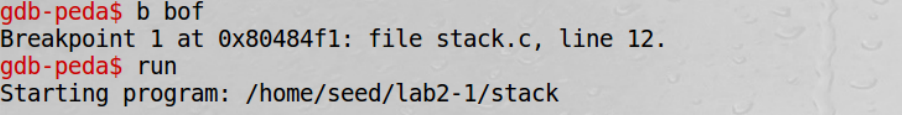 gdb-peda$ b bof
Breakpoint 1 at 0x80484f1: file stack.c, line 12.
gdb-peda$ run
Starting program: /home/seed/lab2-1/stack